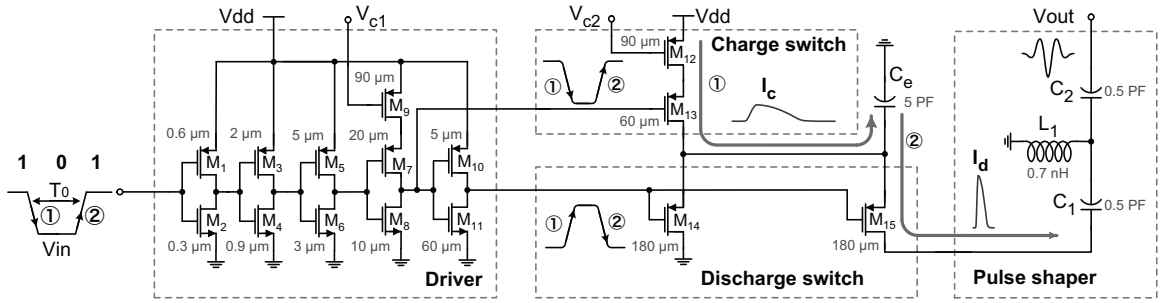 Vdd
Vc1
90 µm
M9
0.6 µm
2 µm
5 µm
20 µm
5 µm
M1
M3
M5
M7
M10
1 0 1
T0
① ②
Vin
M2
M4
M6
M8
M11
0.3 µm
0.9 µm
3 µm
10 µm
60 µm
Driver
Vc2
Vdd
90 µm
M12
Charge switch
① ②
①
Ic
M13
60 µm
Ce
5 PF
②
① ②
M14
180 µm
M15
180 µm
Discharge switch
Id
Vout
C2
0.5 PF
L1
0.7 nH
C1
0.5 PF
Pulse shaper